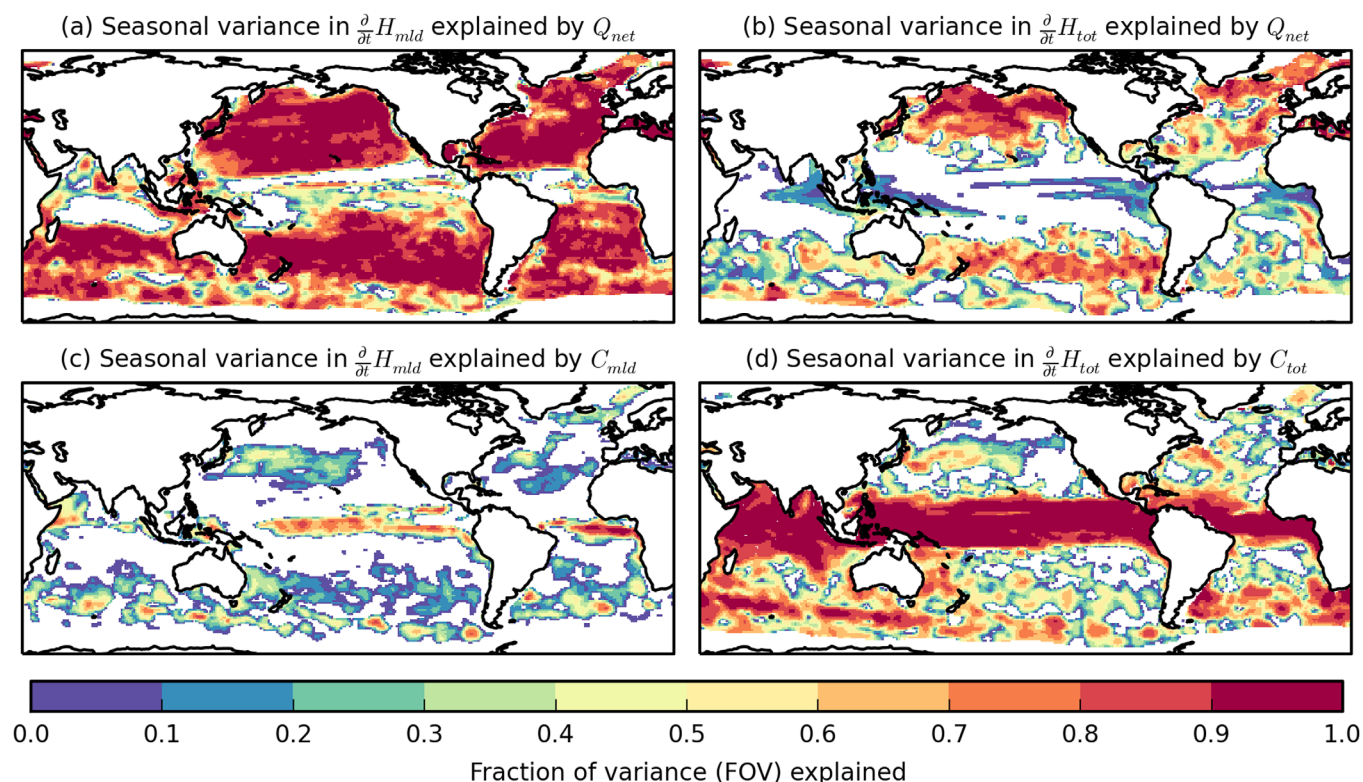 (a) Seasonal variance in ∂/∂t H_mld explained by Q_net
(b) Seasonal variance in ∂/∂t H_tot explained by Q_net
(c) Seasonal variance in ∂/∂t H_mld explained by C_mld
(d) Sesaonal variance in ∂/∂t H_tot explained by C_tot
0.0 0.1 0.2 0.3 0.4 0.5 0.6 0.7 0.8 0.9 1.0
Fraction of variance (FOV) explained